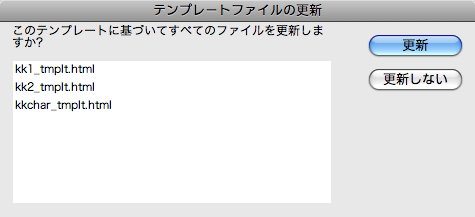 テンプレートファイルの更新
このテンプレートに基づいてすべてのファイルを更新しま
すか?
更新
更新しない
kk1_tmplt.html
kk2_tmplt.html
kkchar_tmplt.html